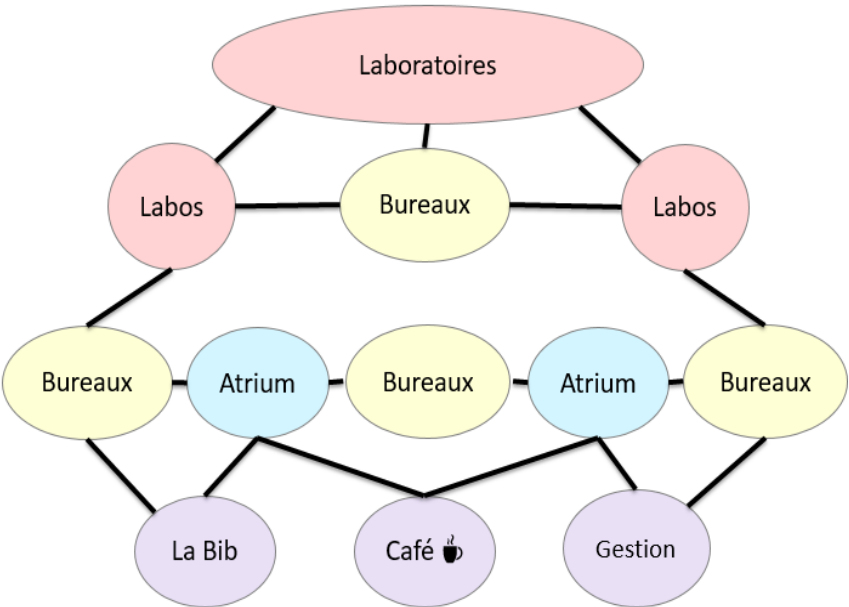 Laboratoires
Labos
Bureaux
Labos
Bureaux
Atrium
Bureaux
Atrium
Bureaux
La Bib
Café ☕
Gestion